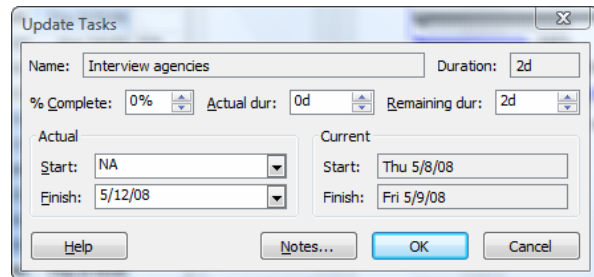 Update Tasks
Name: Interview agencies Duration: 2d
% Complete: 0% Actual dur: 0d Remaining dur: 2d
Actual Current
Start: NA Start: Thu 5/8/08
Finish: 5/12/08 Finish: Fri 5/9/08
Help Notes... OK Cancel